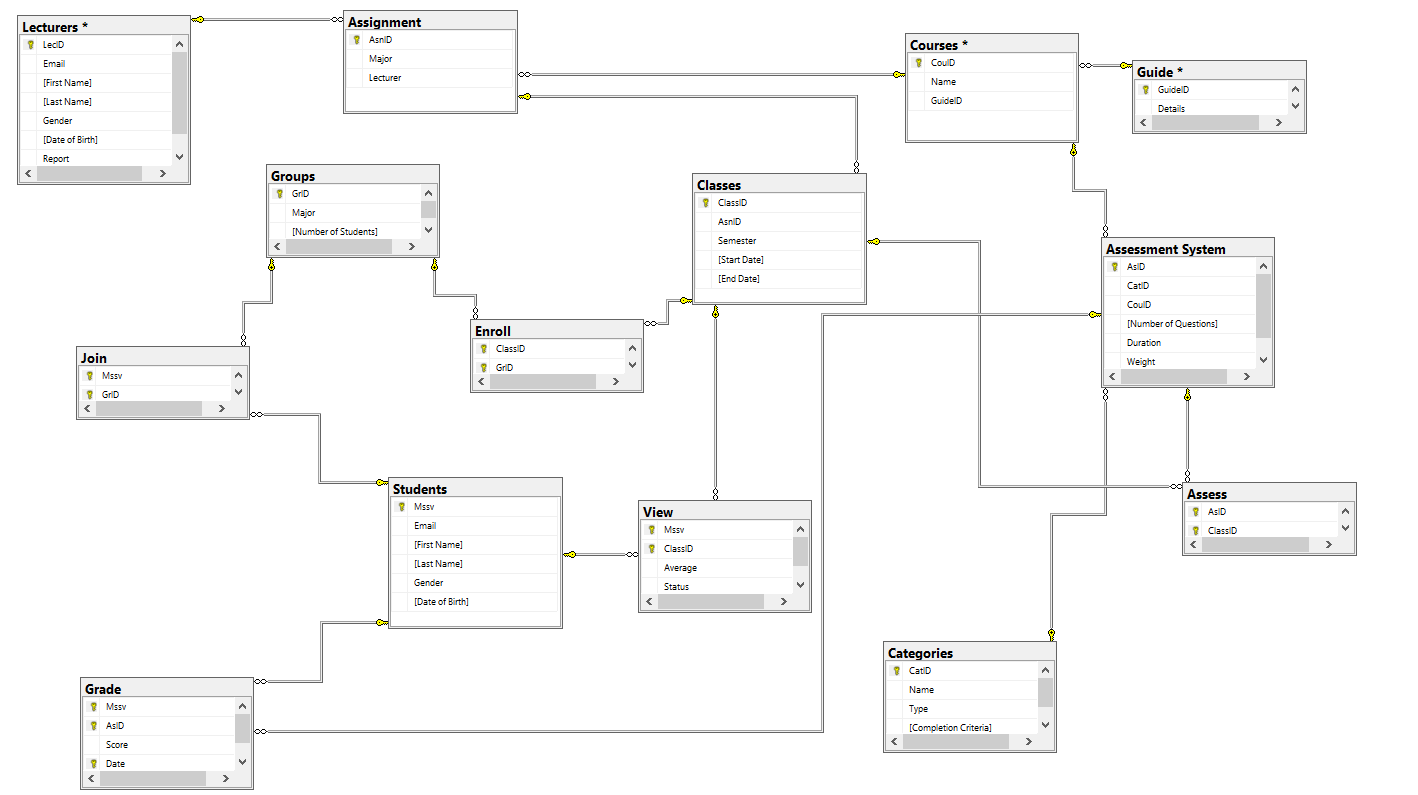 Lecturers *
LecID
Email
[First Name]
[Last Name]
Gender
[Date of Birth]
Report
Assignment
AsnID
Major
Lecturer
Courses *
CouID
Name
GuideID
Guide *
GuideID
Details
Groups
GrID
Major
[Number of Students]
Classes
ClassID
AsnID
Semester
[Start Date]
[End Date]
Assessment System
AsID
CatID
CouID
[Number of Questions]
Duration
Weight
Enroll
ClassID
GrID
Join
Mssv
GrID
Students
Mssv
Email
[First Name]
[Last Name]
Gender
[Date of Birth]
View
Mssv
ClassID
Average
Status
Assess
AsID
ClassID
Categories
CatID
Name
Type
[Completion Criteria]
Grade
Mssv
AsID
Score
Date